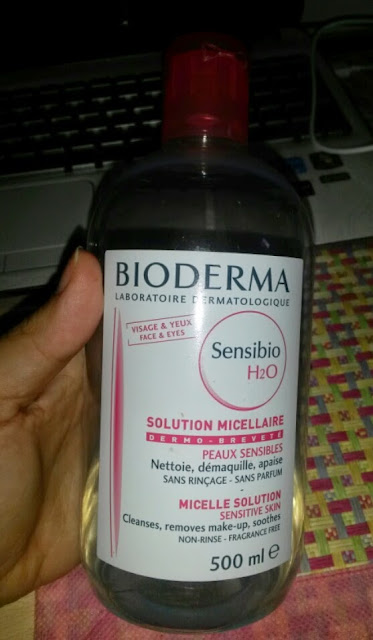 BIODERMA
LABORATOIRE DERMATOLOGIQUE
VISAGE & YEUX
FACE & EYES
Sensibio
H2O
SOLUTION MICELLAIRE
DERMO-BREVETÉ
PEAUX SENSIBLES
Nettoie, démaquille, apaise
SANS RINÇAGE - SANS PARFUM
MICELLE SOLUTION
SENSITIVE SKIN
Cleanses, removes make-up, soothes
NON-RINSE - FRAGRANCE FREE
500 ml e